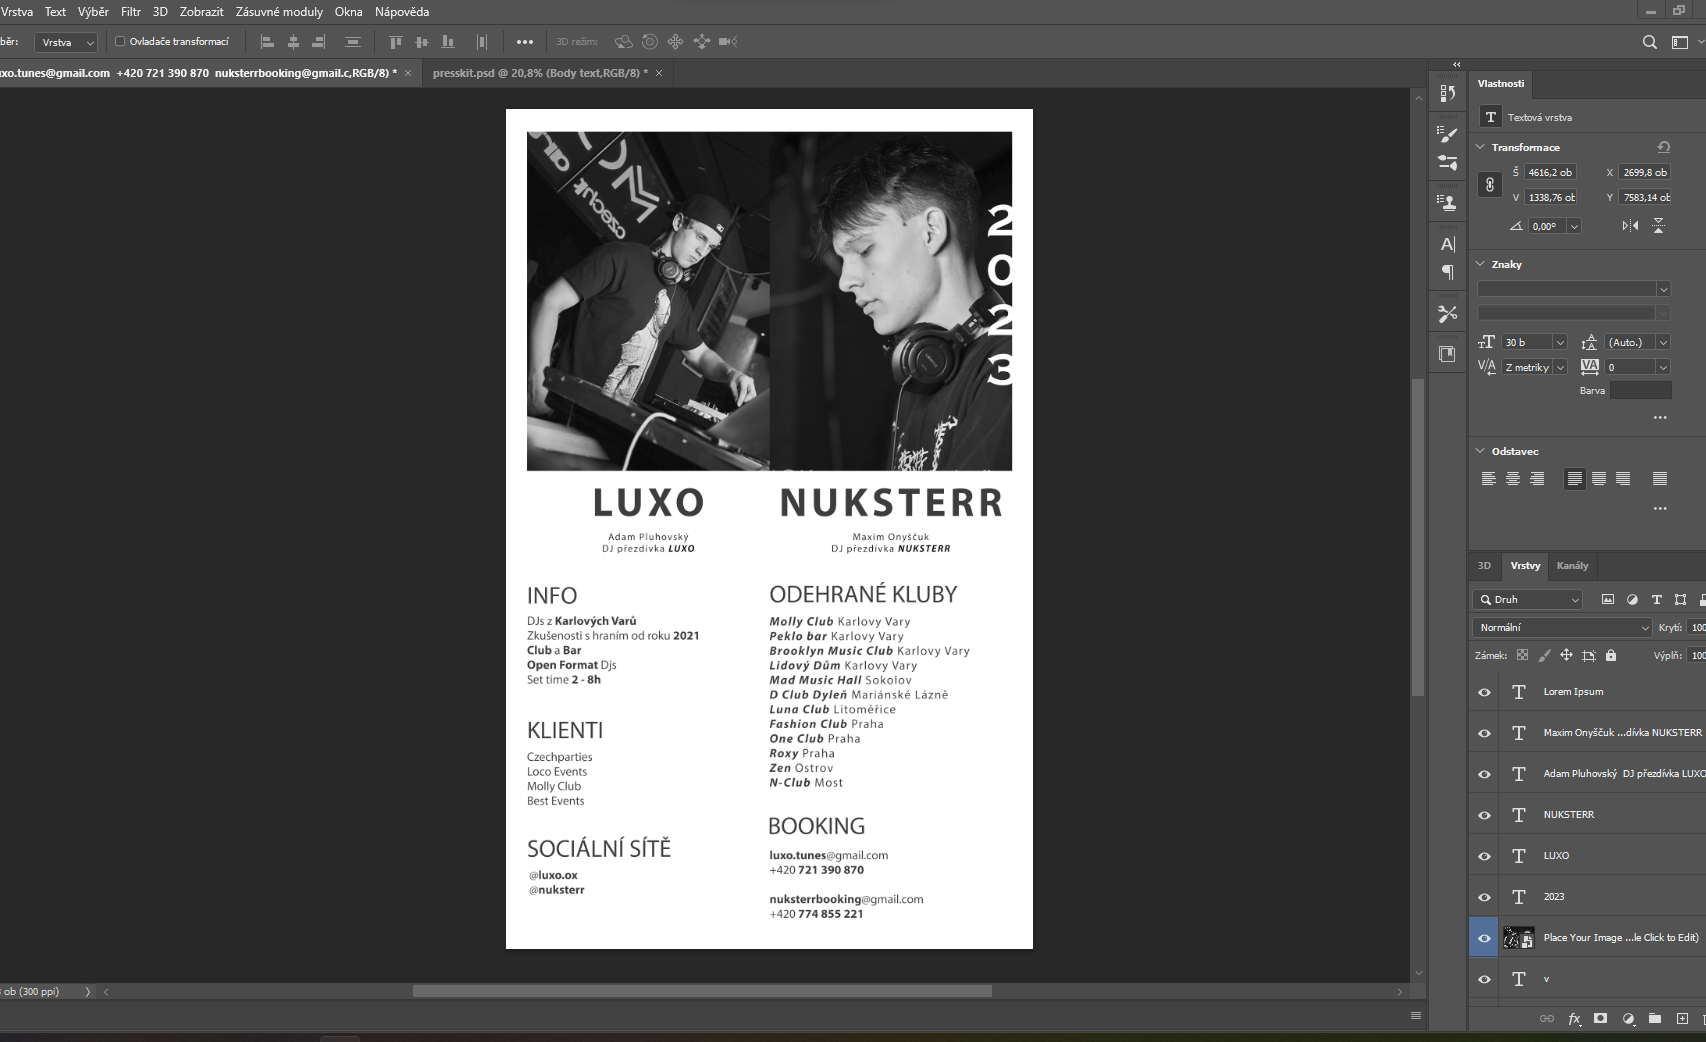 Vrstva Text Výběr Filtr 3D Zobrazit Zásuvné moduly Okna Nápověda
běr: Vrstva Ovladače transformací 3D režim:
uxo.tunes@gmail.com +420 721 390 870 nuksterrbooking@gmail.c,RGB/8) * ×
presskit.psd @ 20,8% (Body text,RGB/8) * ×
czech
2
0
2
3
LUXO
Adam Pluhovský
DJ přezdívka LUXO
NUKSTERR
Maxim Onyščuk
DJ přezdívka NUKSTERR
INFO
DJs z Karlových Varů
Zkušenosti s hraním od roku 2021
Club a Bar
Open Format Djs
Set time 2 - 8h
KLIENTI
Czechparties
Loco Events
Molly Club
Best Events
SOCIÁLNÍ SÍTĚ
@luxo.ox
@nuksterr
ODEHRANÉ KLUBY
Molly Club Karlovy Vary
Peklo bar Karlovy Vary
Brooklyn Music Club Karlovy Vary
Lidový Dům Karlovy Vary
Mad Music Hall Sokolov
D Club Dyleň Mariánské Lázně
Luna Club Litoměřice
Fashion Club Praha
One Club Praha
Roxy Praha
Zen Ostrov
N-Club Most
BOOKING
luxo.tunes@gmail.com
+420 721 390 870
nuksterrbooking@gmail.com
+420 774 855 221
ob (300 ppi)
Vlastnosti
Textová vrstva
Transformace
Š 4616,2 ob X 2699,8 ob
V 1338,76 ob Y 7583,14 ob
0,00°
Znaky
30 b (Auto.)
Z metriky 0
Barva
Odstavec
3D Vrstvy Kanály
Druh
Normální Krytí: 100
Zámek: Výplň: 100
Lorem Ipsum
Maxim Onyščuk ...dívka NUKSTERR
Adam Pluhovský DJ přezdívka LUXO
NUKSTERR
LUXO
2023
Place Your Image ...le Click to Edit)
v
fx